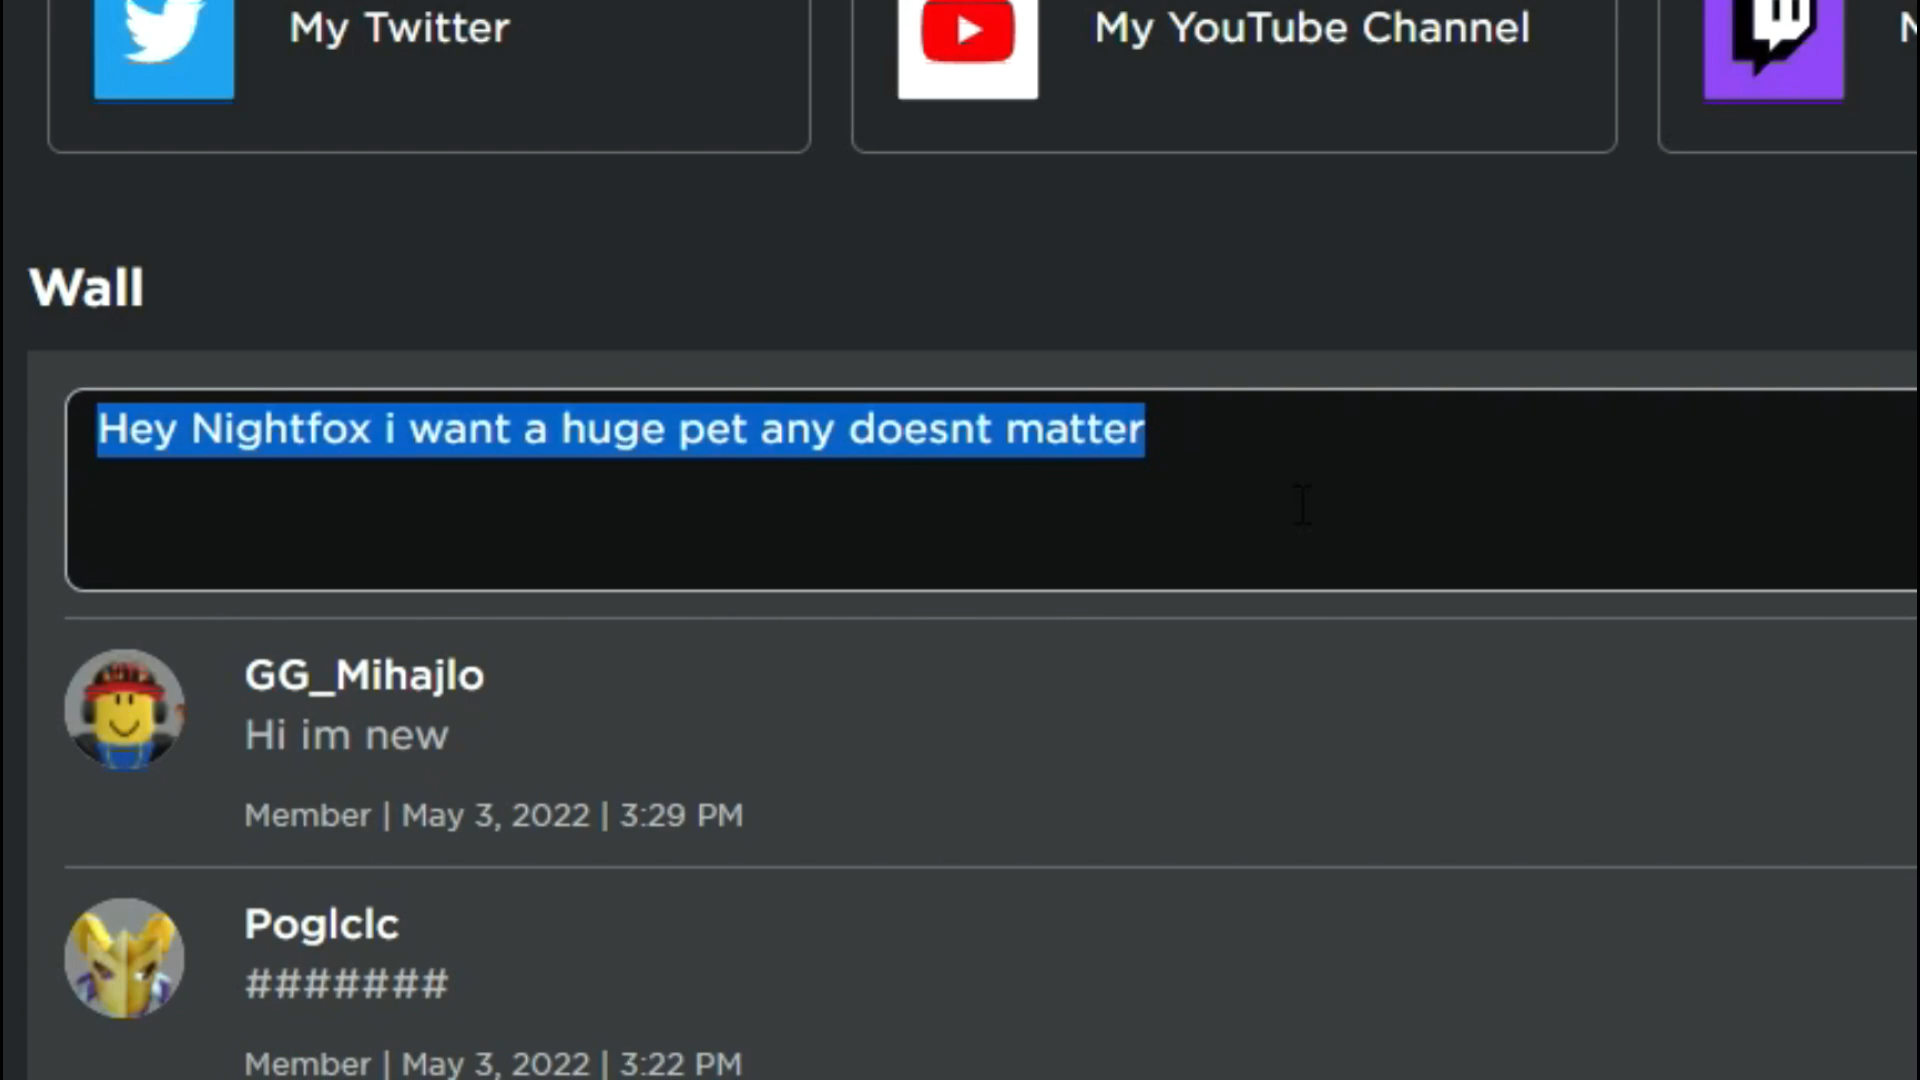 My Twitter
My YouTube Channel
Wall
Hey Nightfox i want a huge pet any doesnt matter
GG_Mihajlo
Hi im new
Member | May 3, 2022 | 3:29 PM
Poglclc
#######
Member | May 3, 2022 | 3:22 PM